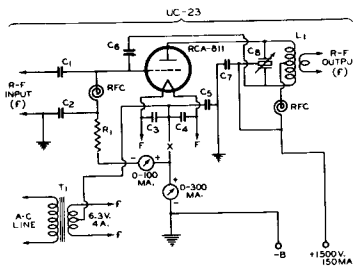 UC-23
C6
RCA-811
C1
R-F
INPUT
(f)
RFC
C2
R1
C3
C4
C5
C7
C8
L1
R-F
OUTPUT
(f)
RFC
F
X
F
0-100
MA.
0-300
MA.
T1
A-C
LINE
6.3V.
4A.
F
F
-B
+1500V.
150MA